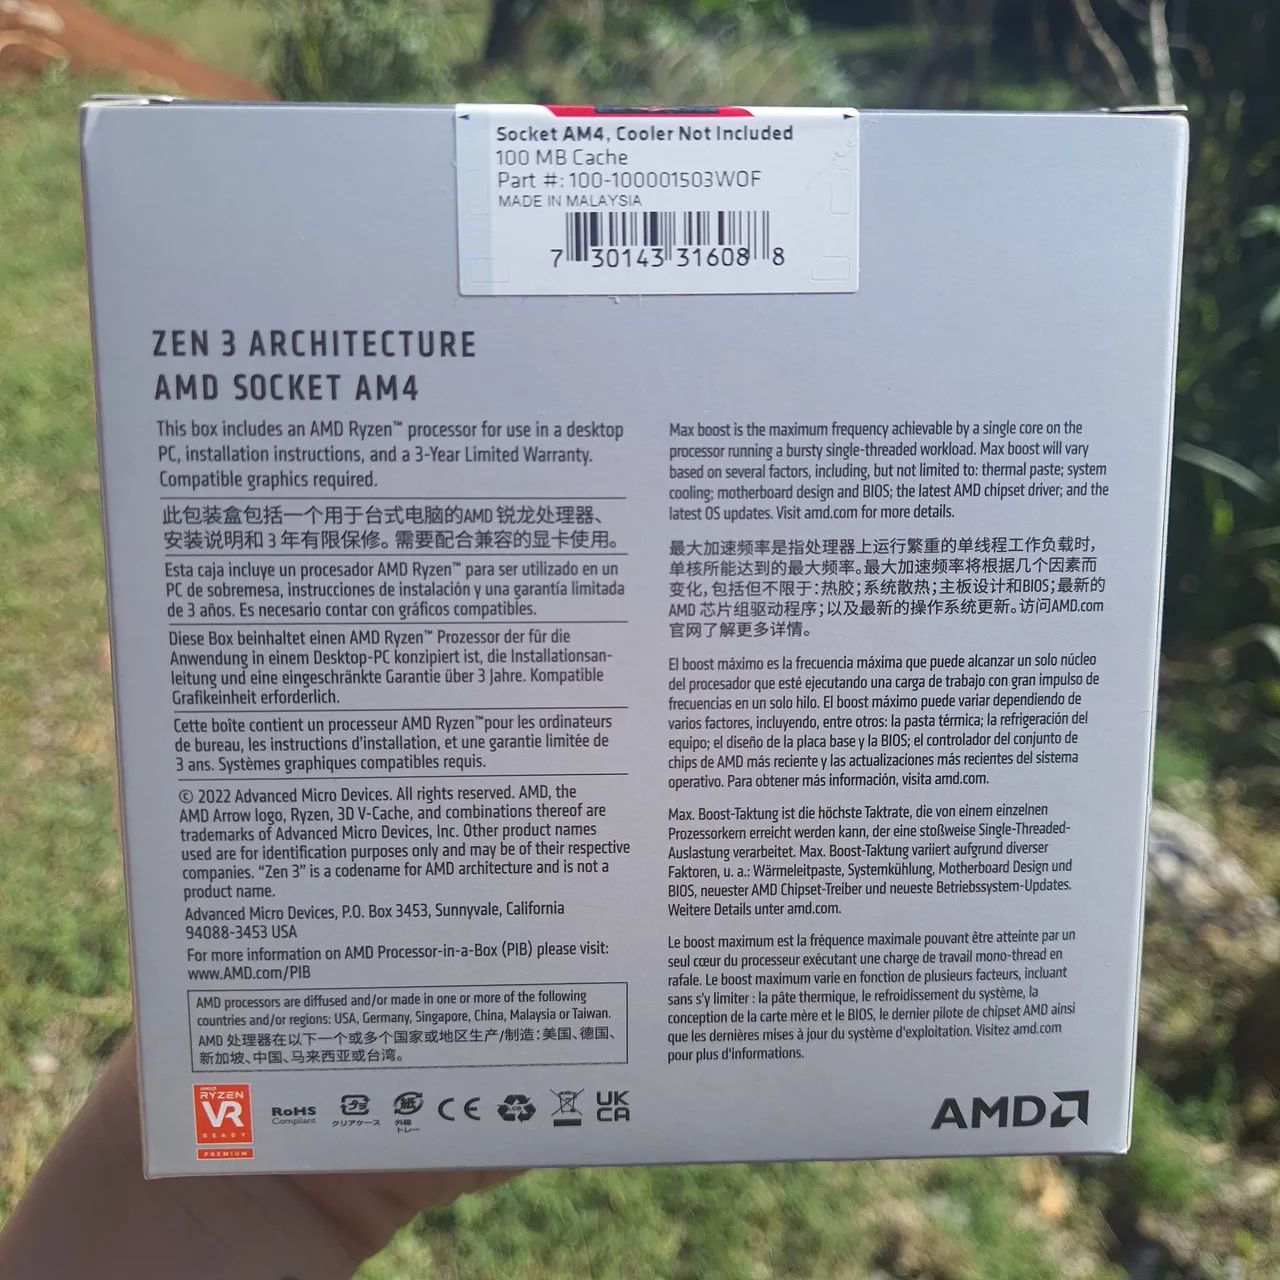 Socket AM4, Cooler Not Included
100 MB Cache
Part #: 100-100001503WOF
MADE IN MALAYSIA
7 30143 31608 8
ZEN 3 ARCHITECTURE
AMD SOCKET AM4
This box includes an AMD Ryzen™ processor for use in a desktop
PC, installation instructions, and a 3-Year Limited Warranty.
Compatible graphics required.
此包装盒包括一个用于台式电脑的AMD 锐龙处理器、
安装说明和 3 年有限保修。需要配合兼容的显卡使用。
Esta caja incluye un procesador AMD Ryzen™ para ser utilizado en un
PC de sobremesa, instrucciones de instalación y una garantía limitada
de 3 años. Es necesario contar con gráficos compatibles.
Diese Box beinhaltet einen AMD Ryzen™ Prozessor der für die
Anwendung in einem Desktop-PC konzipiert ist, die Installationsan-
leitung und eine eingeschränkte Garantie über 3 Jahre. Kompatible
Grafikeinheit erforderlich.
Cette boîte contient un processeur AMD Ryzen™pour les ordinateurs
de bureau, les instructions d'installation, et une garantie limitée de
3 ans. Systèmes graphiques compatibles requis.
© 2022 Advanced Micro Devices. All rights reserved. AMD, the
AMD Arrow logo, Ryzen, 3D V-Cache, and combinations thereof are
trademarks of Advanced Micro Devices, Inc. Other product names
used are for identification purposes only and may be of their respective
companies. “Zen 3” is a codename for AMD architecture and is not a
product name.
Advanced Micro Devices, P.O. Box 3453, Sunnyvale, California
94088-3453 USA
For more information on AMD Processor-in-a-Box (PIB) please visit:
www.AMD.com/PIB
AMD processors are diffused and/or made in one or more of the following
countries and/or regions: USA, Germany, Singapore, China, Malaysia or Taiwan.
AMD 处理器在以下一个或多个国家或地区生产/制造：美国、德国、
新加坡、中国、马来西亚或台湾。
Max boost is the maximum frequency achievable by a single core on the
processor running a bursty single-threaded workload. Max boost will vary
based on several factors, including, but not limited to: thermal paste; system
cooling; motherboard design and BIOS; the latest AMD chipset driver; and the
latest OS updates. Visit amd.com for more details.
最大加速频率是指处理器上运行繁重的单线程工作负载时，
单核所能达到的最大频率。最大加速频率将根据几个因素而
变化，包括但不限于：热胶；系统散热；主板设计和BIOS；最新的
AMD 芯片组驱动程序；以及最新的操作系统更新。访问AMD.com
官网了解更多详情。
El boost máximo es la frecuencia máxima que puede alcanzar un solo núcleo
del procesador que esté ejecutando una carga de trabajo con gran impulso de
frecuencias en un solo hilo. El boost máximo puede variar dependiendo de
varios factores, incluyendo, entre otros: la pasta térmica; la refrigeración del
equipo; el diseño de la placa base y la BIOS; el controlador del conjunto de
chips de AMD más reciente y las actualizaciones más recientes del sistema
operativo. Para obtener más información, visita amd.com.
Max. Boost-Taktung ist die höchste Taktrate, die von einem einzelnen
Prozessorkern erreicht werden kann, der eine stoßweise Single-Threaded-
Auslastung verarbeitet. Max. Boost-Taktung variiert aufgrund diverser
Faktoren, u. a.: Wärmeleitpaste, Systemkühlung, Motherboard Design und
BIOS, neuester AMD Chipset-Treiber und neueste Betriebssystem-Updates.
Weitere Details unter amd.com.
Le boost maximum est la fréquence maximale pouvant être atteinte par un
seul cœur du processeur exécutant une charge de travail mono-thread en
rafale. Le boost maximum varie en fonction de plusieurs facteurs, incluant
sans s'y limiter : la pâte thermique, le refroidissement du système, la
conception de la carte mère et le BIOS, le dernier pilote de chipset AMD ainsi
que les dernières mises à jour du système d'exploitation. Visitez amd.com
pour plus d'informations.
AMD
RYZEN
VR
READY
PREMIUM
RoHS
Compliant
プラ
クリアケース
紙
外箱
トレー
CE
UK
CA
AMD